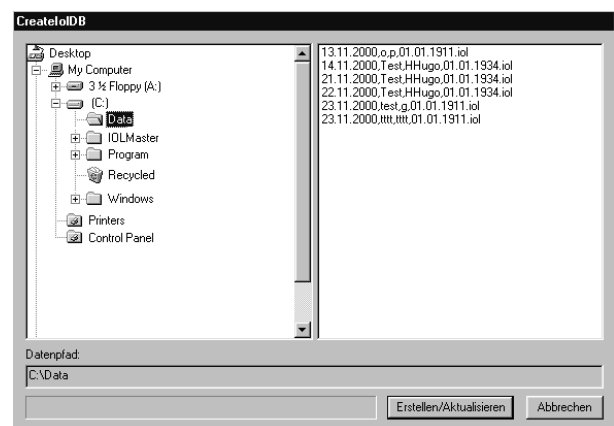 CreateIolDB
Desktop
My Computer
3 ½ Floppy (A:)
(C:)
Data
IOLMaster
Program
Recycled
Windows
Printers
Control Panel
13.11.2000,o,p,01.01.1911.iol
14.11.2000,Test,HHugo,01.01.1934.iol
21.11.2000,Test,HHugo,01.01.1934.iol
22.11.2000,Test,HHugo,01.01.1934.iol
23.11.2000,test,g,01.01.1911.iol
23.11.2000,tttt,tttt,01.01.1911.iol
Datenpfad:
C:\Data
Erstellen/Aktualisieren
Abbrechen